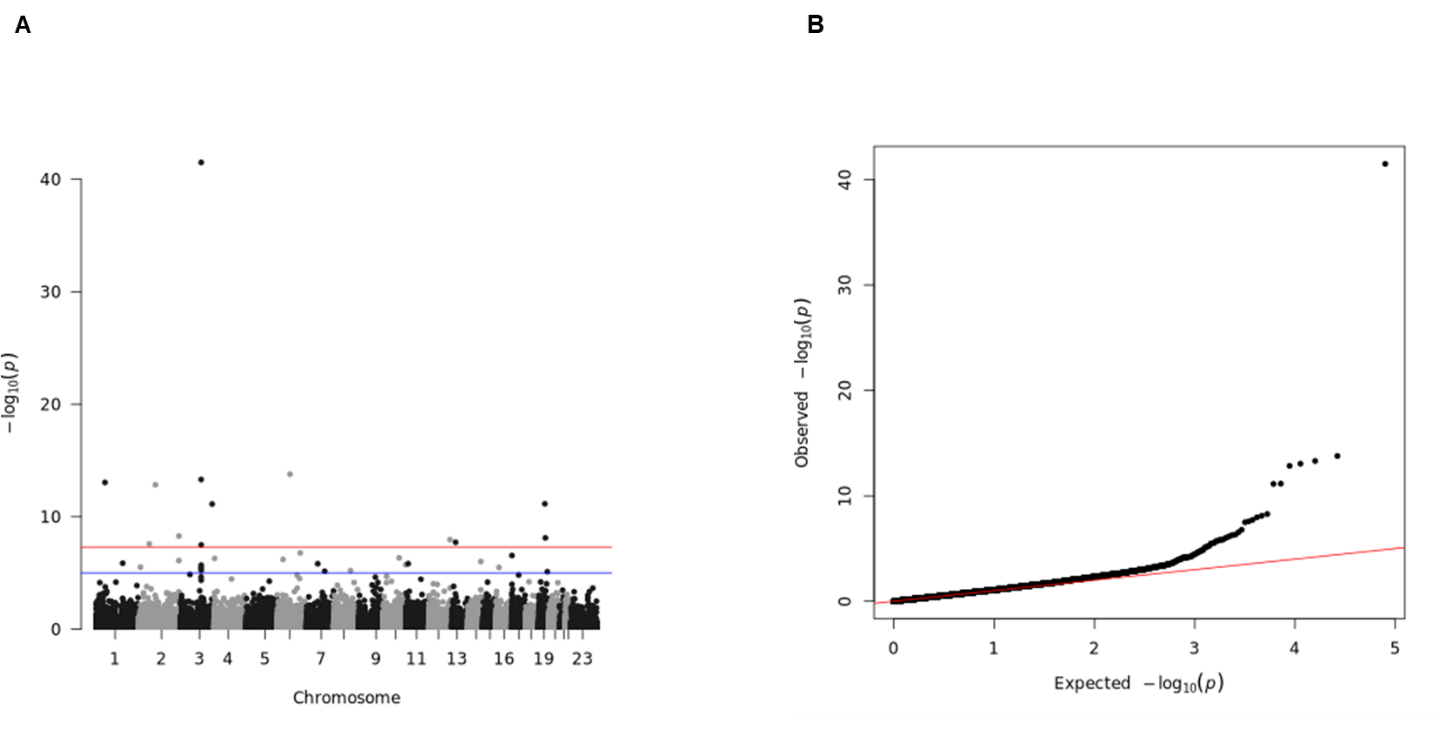 A
B
40
30
20
10
0
−log10(p)
1 2 3 4 5 7 9 11 13 16 19 23
Chromosome
40
30
20
10
0
Observed −log10(p)
0 1 2 3 4 5
Expected −log10(p)